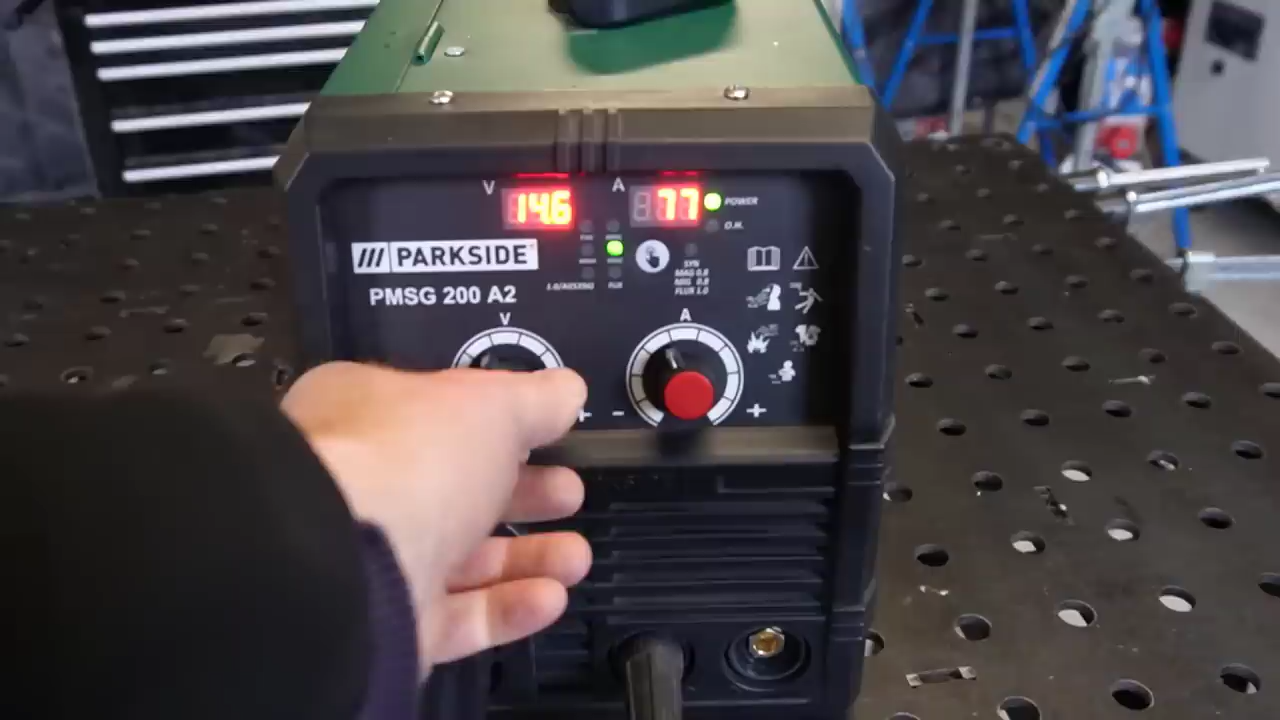 V 14.6 A 77 POWER
O.H.
/// PARKSIDE
SYN
MAG 0.8
MIG 0.8
FLUX 1.0
PMSG 200 A2
V
A
+ - +